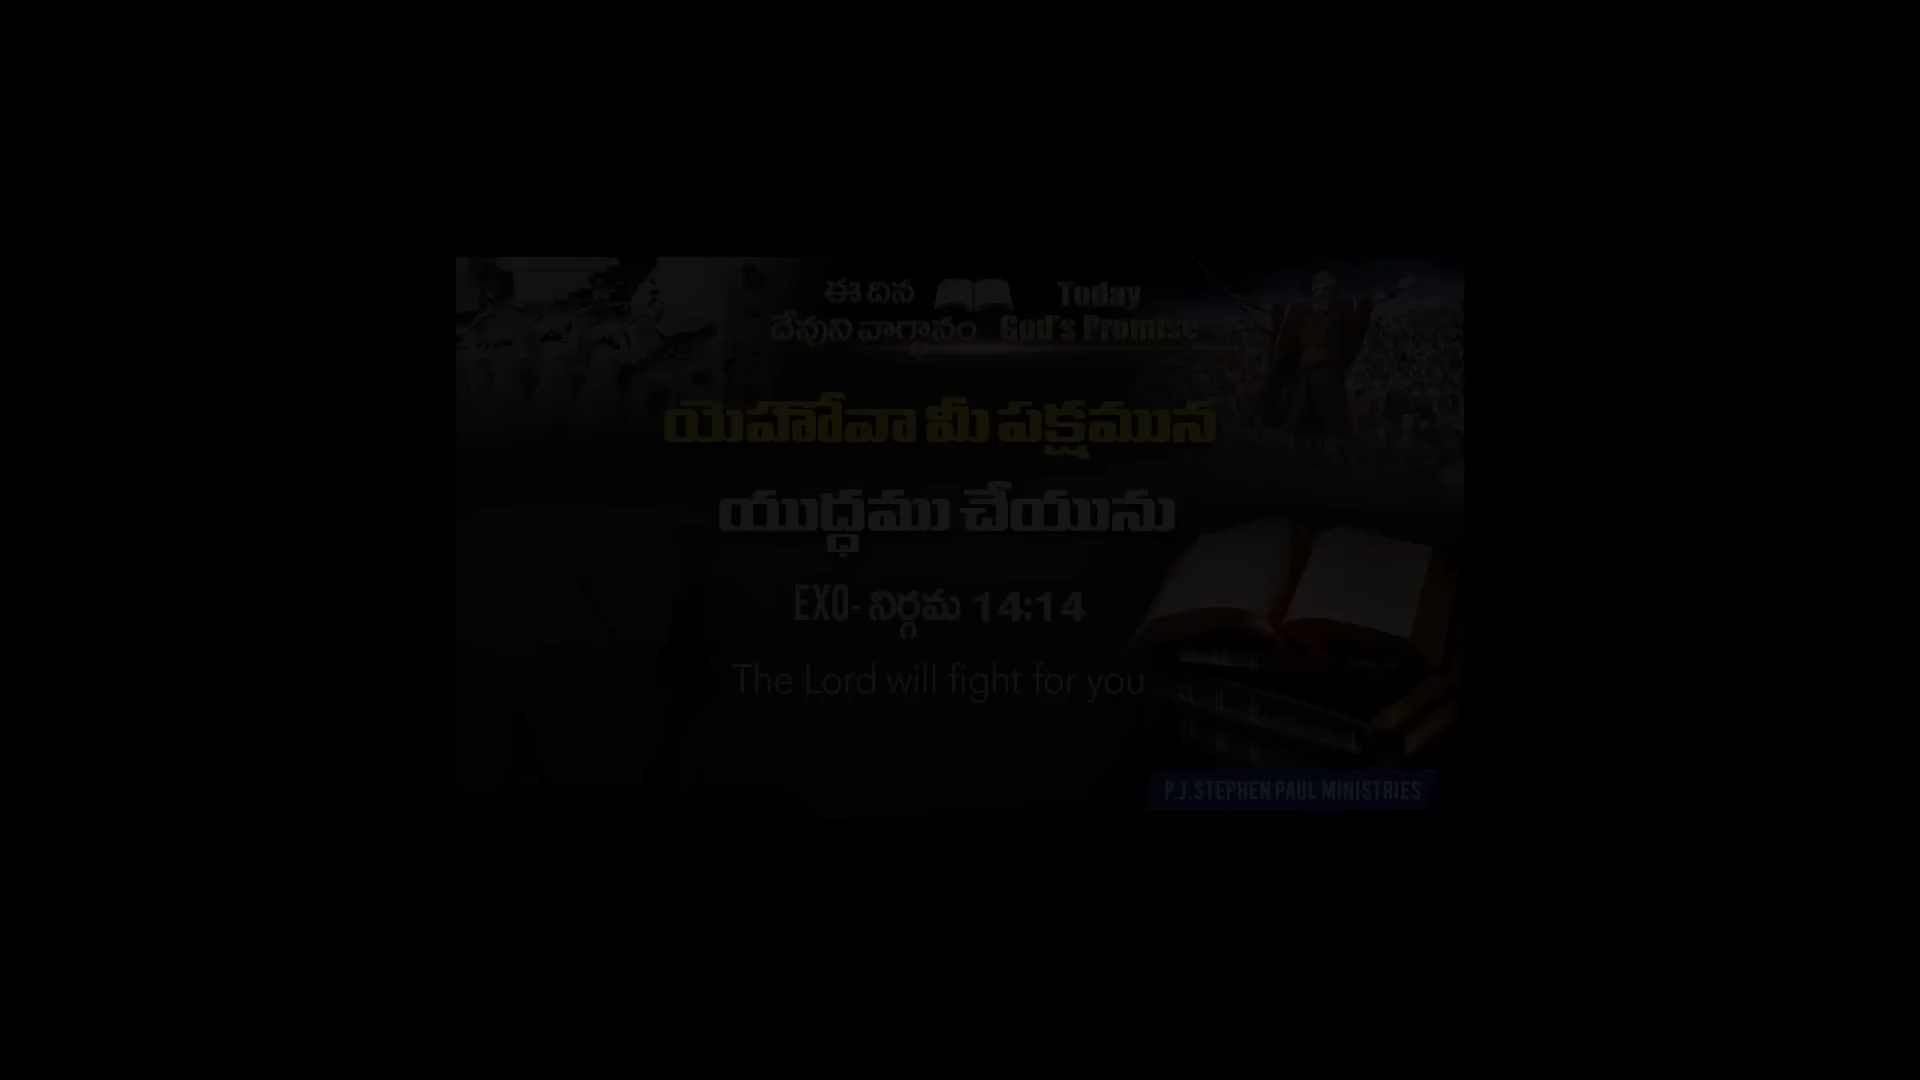 ఈ దిన Today
దేవుని వాగ్దానం God's Promise
యెహోవా మీ పక్షమున
యుద్ధము చేయును
EXO- నిర్గమ 14:14
The Lord will fight for you
P.J.STEPHEN PAUL MINISTRIES